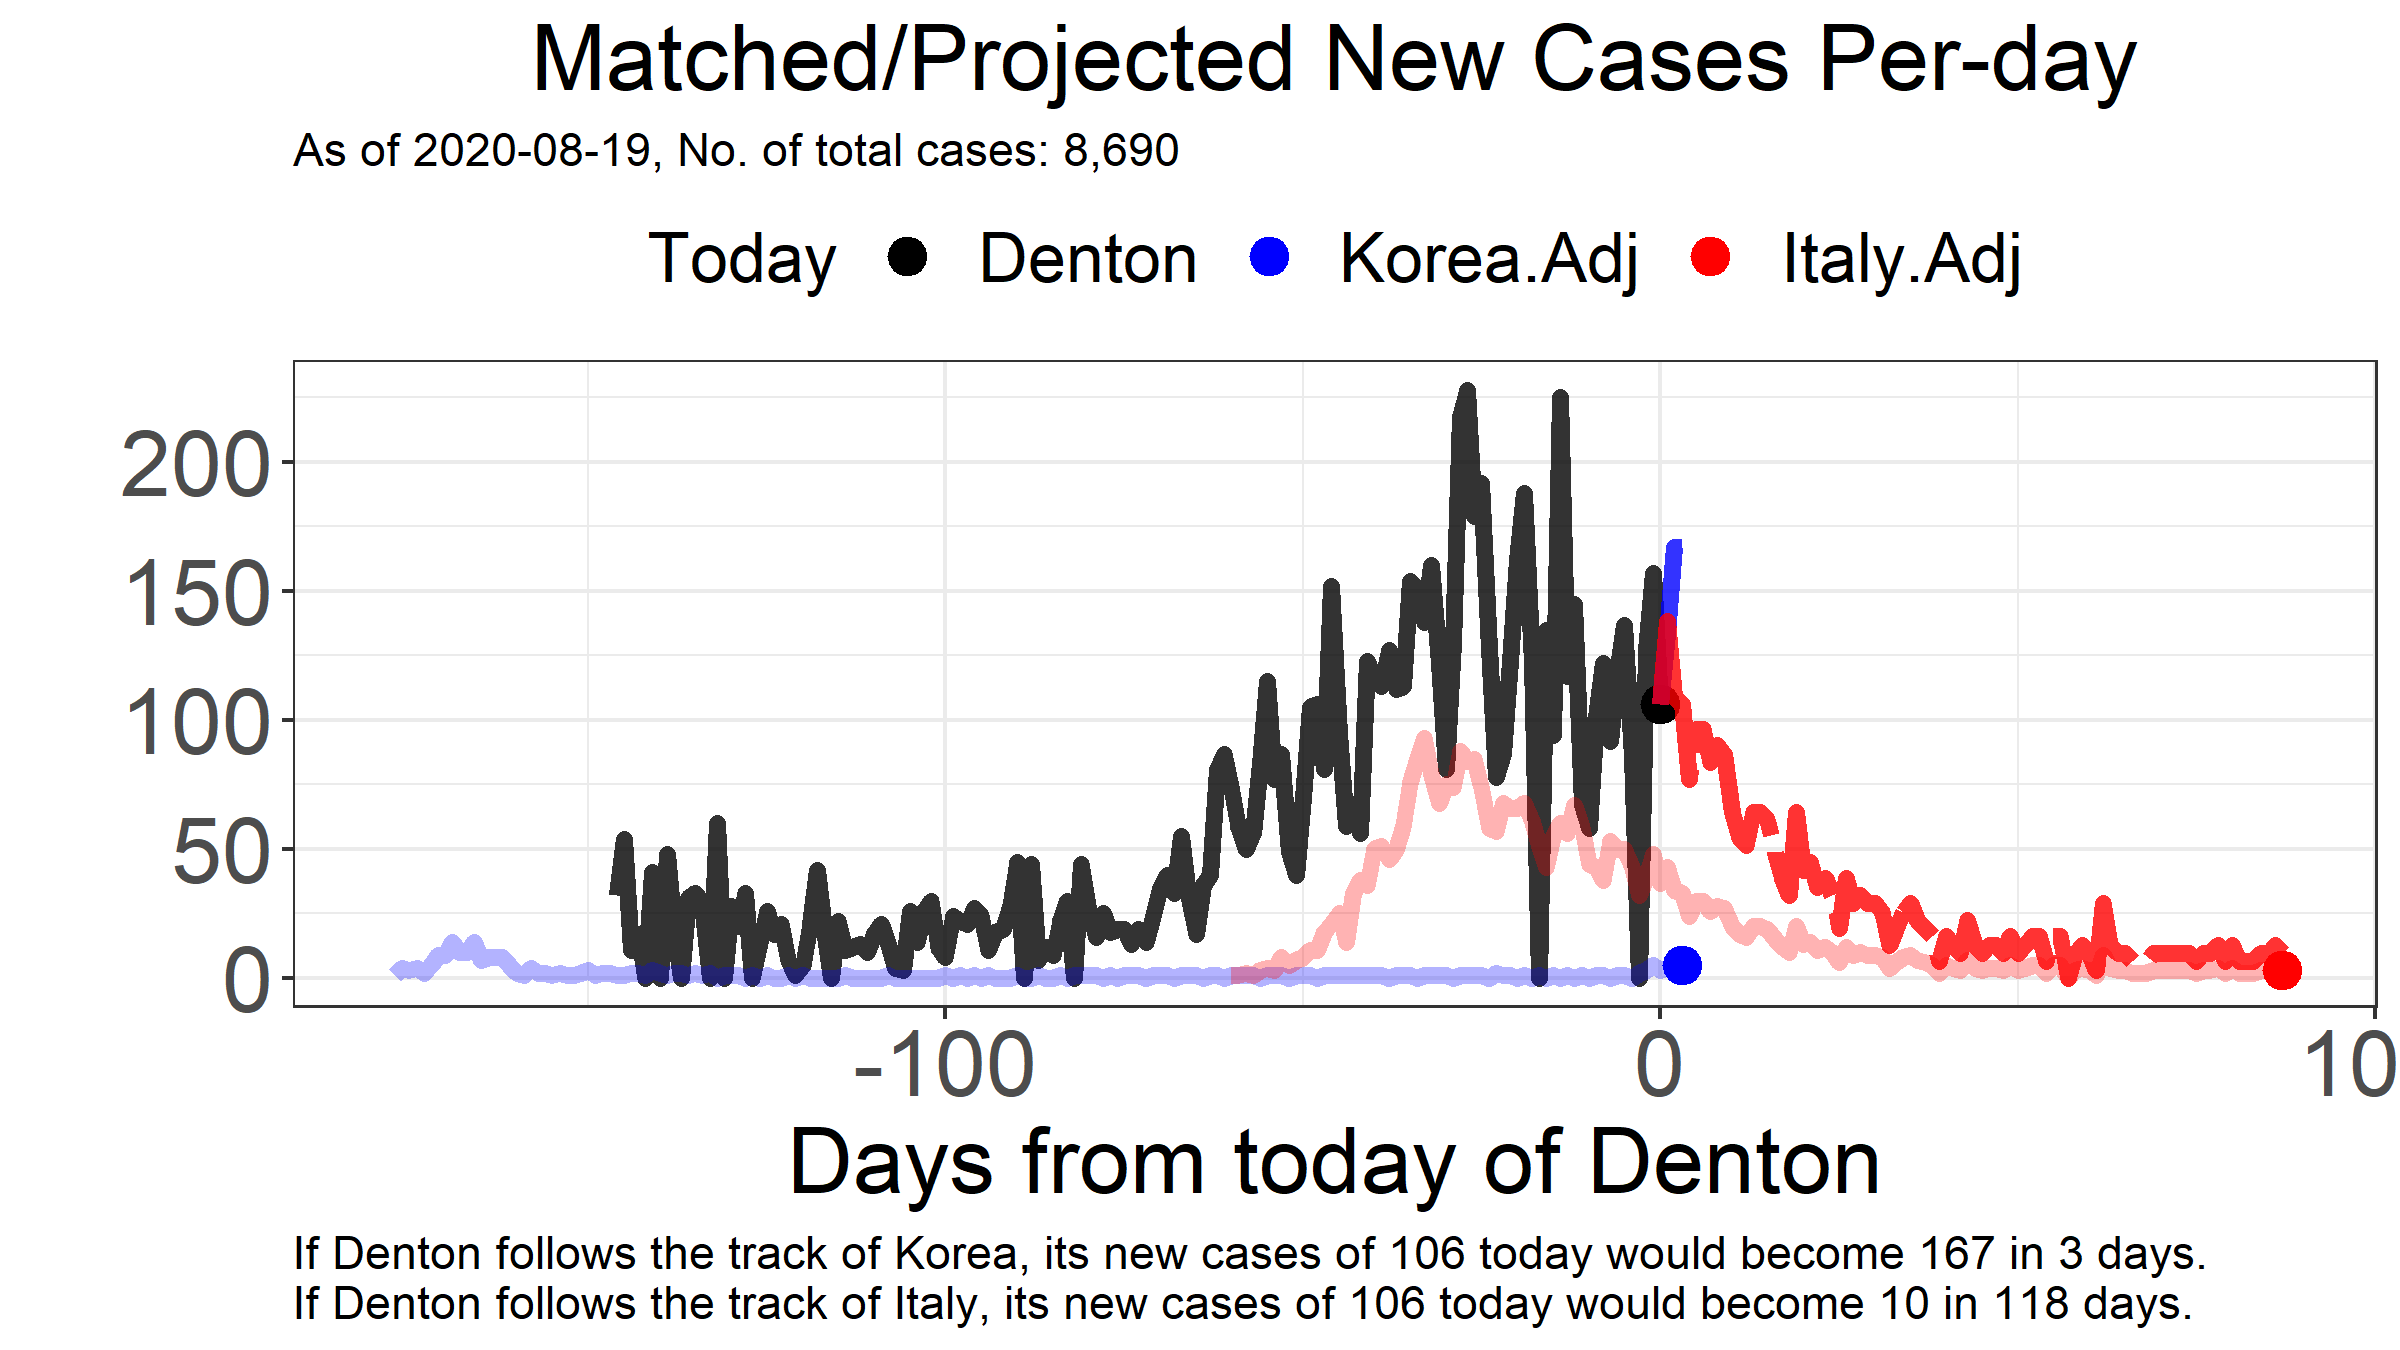 Matched/Projected New Cases Per-day
As of 2020-08-19, No. of total cases: 8,690
Today Denton Korea.Adj Italy.Adj
200
150
100
50
0
-100 0 10
Days from today of Denton
If Denton follows the track of Korea, its new cases of 106 today would become 167 in 3 days.
If Denton follows the track of Italy, its new cases of 106 today would become 10 in 118 days.